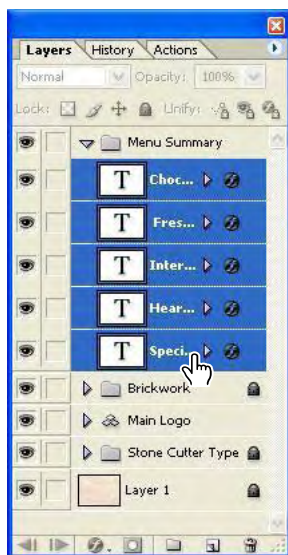 Layers History Actions
Normal Opacity: 100%
Lock: Unify:
Menu Summary
T Choc...
T Fres...
T Inter...
T Hear...
T Speci...
Brickwork
Main Logo
Stone Cutter Type
Layer 1